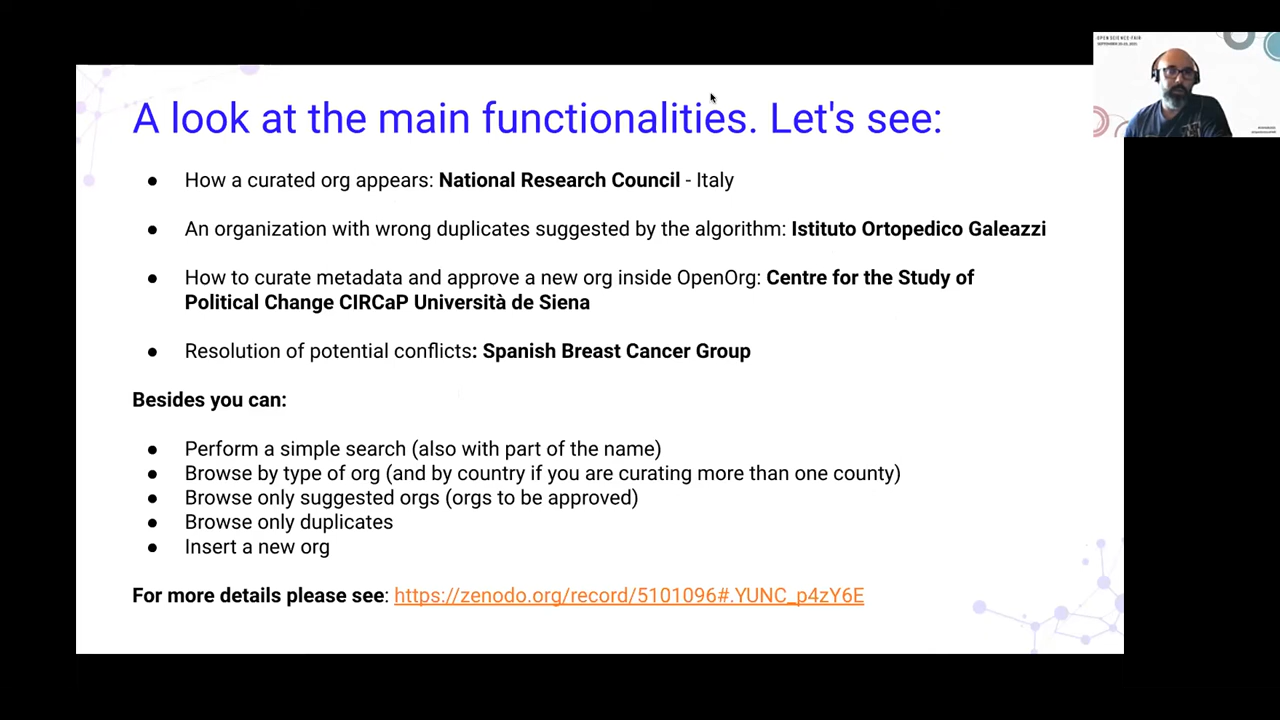 OPEN SCIENCE FAIR
A look at the main functionalities. Let's see:
● How a curated org appears: National Research Council - Italy
● An organization with wrong duplicates suggested by the algorithm: Istituto Ortopedico Galeazzi
● How to curate metadata and approve a new org inside OpenOrg: Centre for the Study of
Political Change CIRCaP Università de Siena
● Resolution of potential conflicts: Spanish Breast Cancer Group
Besides you can:
● Perform a simple search (also with part of the name)
● Browse by type of org (and by country if you are curating more than one county)
● Browse only suggested orgs (orgs to be approved)
● Browse only duplicates
● Insert a new org
For more details please see: https://zenodo.org/record/5101096#.YUNC_p4zY6E